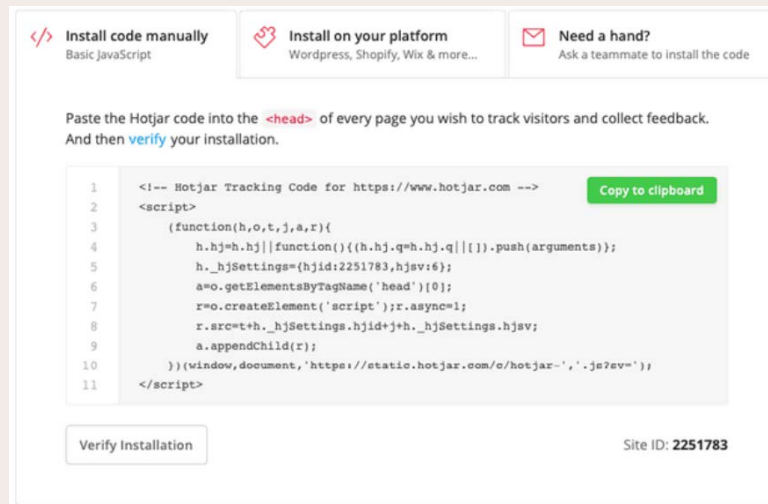 </> Install code manually
Basic JavaScript
Install on your platform
Wordpress, Shopify, Wix & more...
Need a hand?
Ask a teammate to install the code
Paste the Hotjar code into the <head> of every page you wish to track visitors and collect feedback.
And then verify your installation.
Copy to clipboard
1 <!-- Hotjar Tracking Code for https://www.hotjar.com -->
2 <script>
3 (function(h,o,t,j,a,r){
4 h.hj=h.hj||function(){(h.hj.q=h.hj.q||[]).push(arguments)};
5 h._hjSettings={hjid:2251783,hjsv:6};
6 a=o.getElementsByTagName('head')[0];
7 r=o.createElement('script');r.async=1;
8 r.src=t+h._hjSettings.hjid+j+h._hjSettings.hjsv;
9 a.appendChild(r);
10 })(window,document,'https://static.hotjar.com/c/hotjar-','.js?sv=');
11 </script>
Verify Installation
Site ID: 2251783